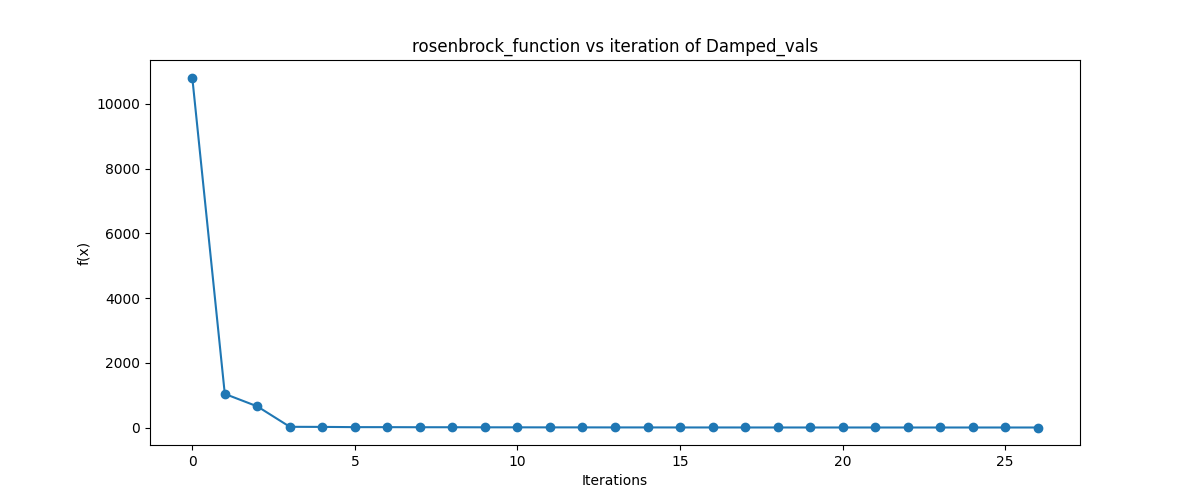 rosenbrock_function vs iteration of Damped_vals
10000
8000
6000
4000
2000
0
f(x)
0 5 10 15 20 25
Iterations